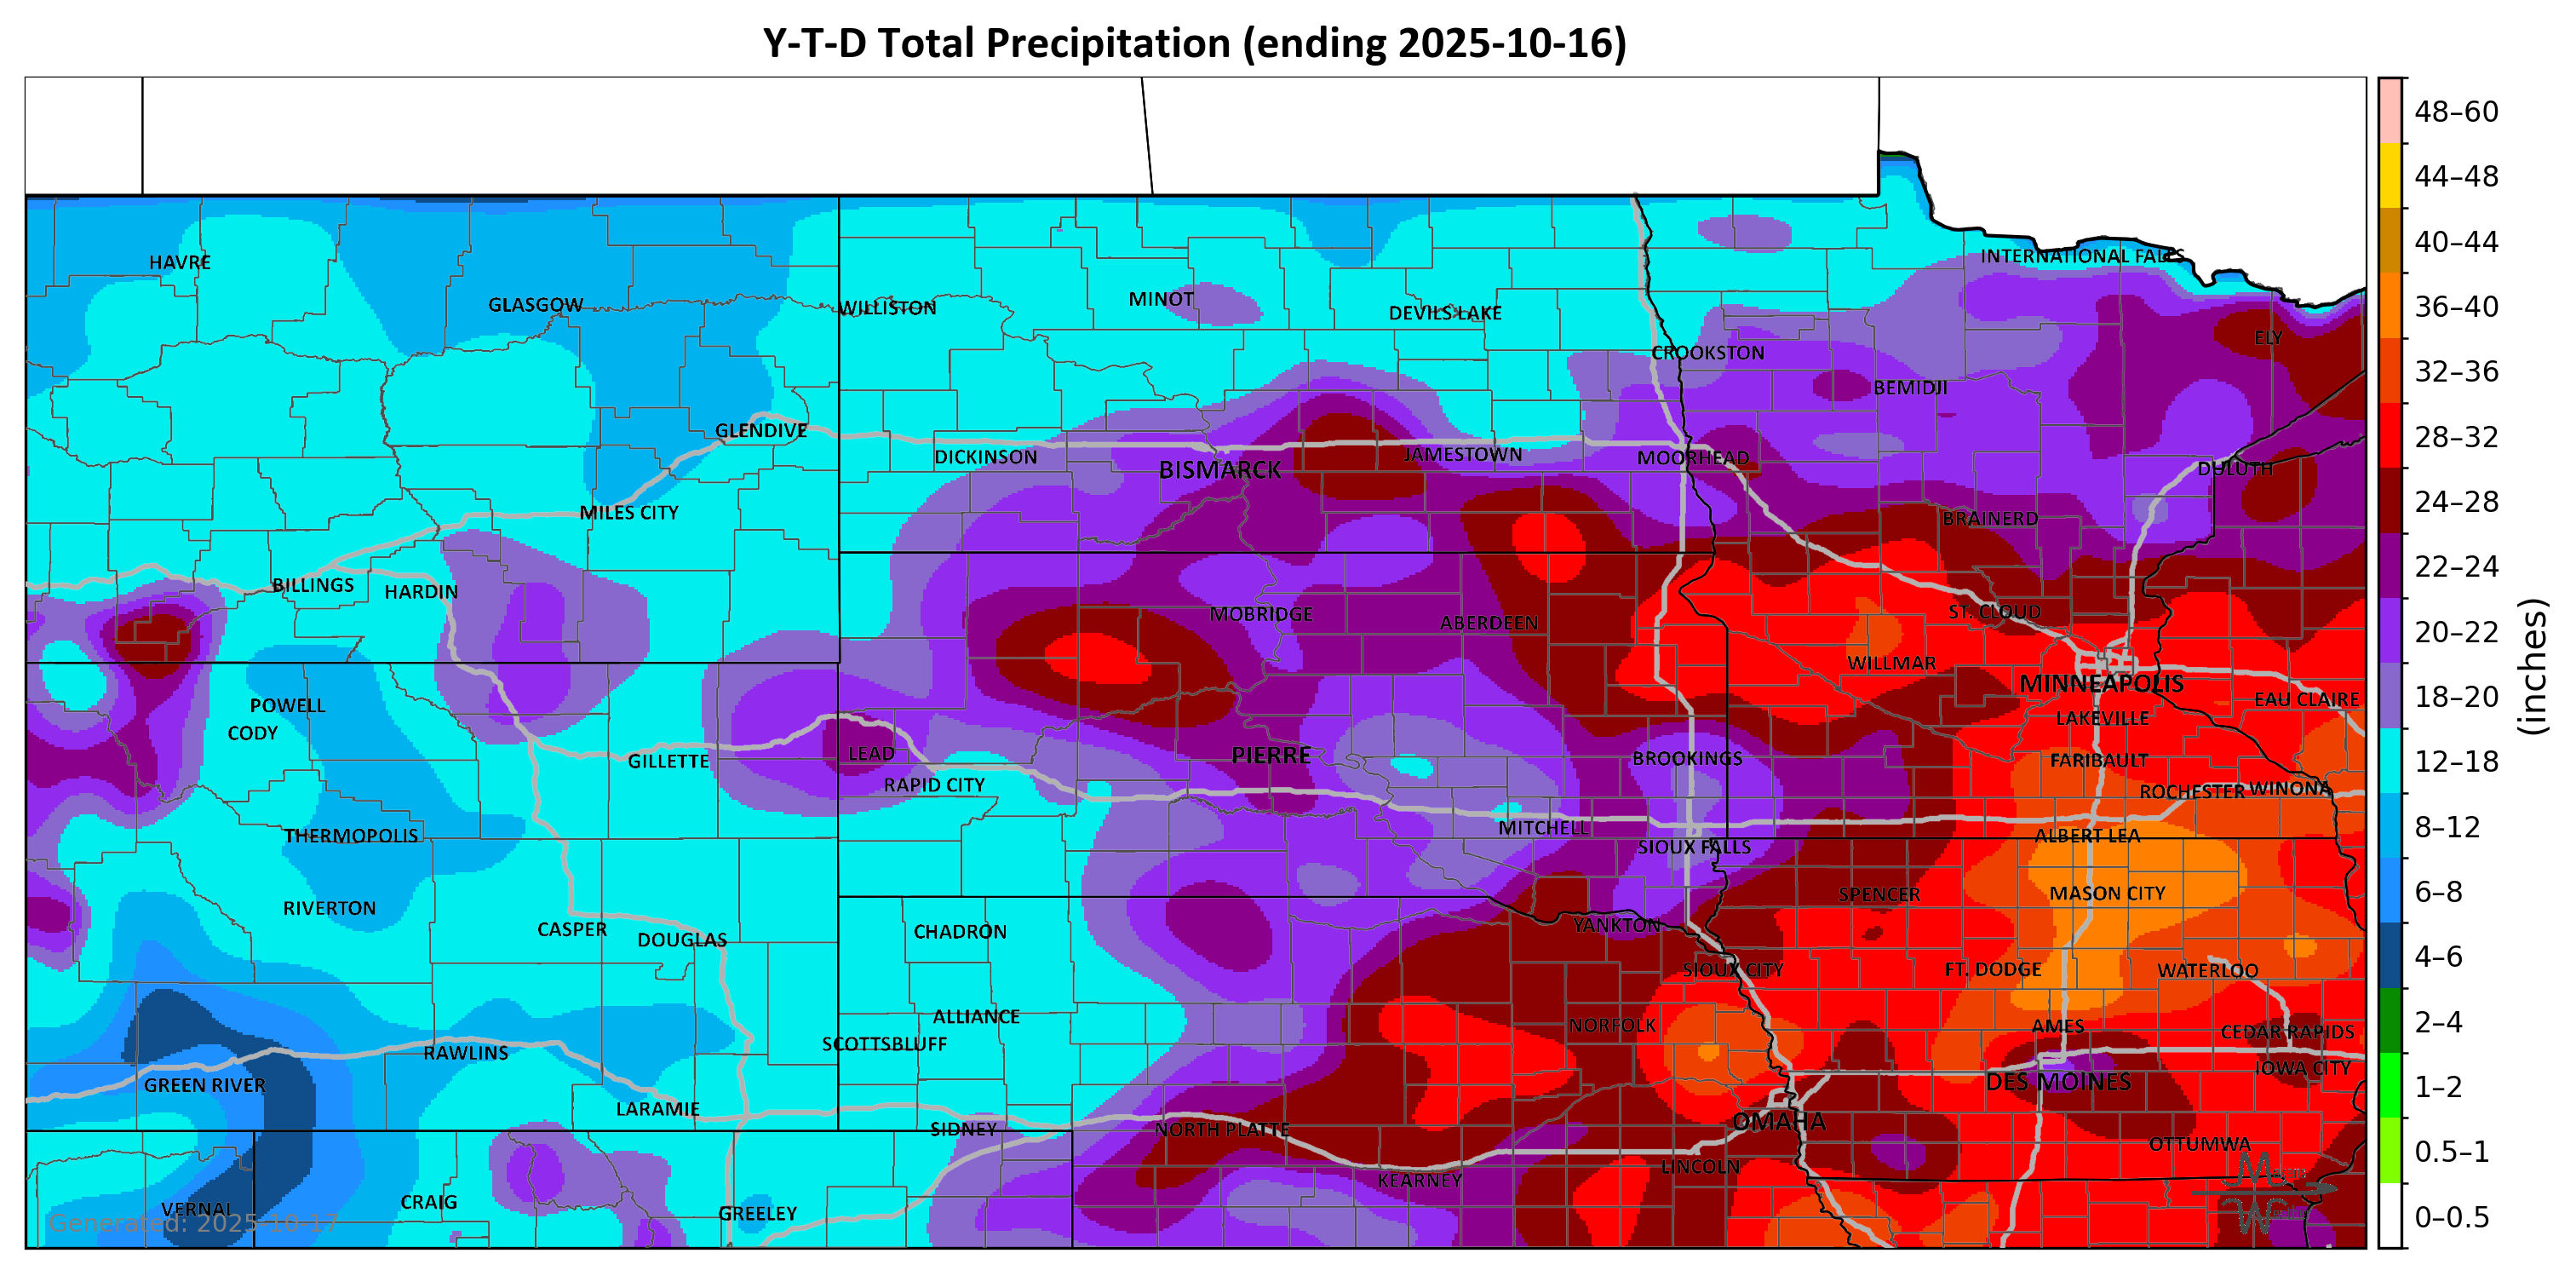 Y-T-D Total Precipitation (ending 2025-10-16)
48–60
44–48
40–44
36–40
32–36
28–32
24–28
22–24
20–22
18–20
12–18
8–12
6–8
4–6
2–4
1–2
0.5–1
0–0.5
(inches)
INTERNATIONAL FALLS
HAVRE
GLASGOW
WILLISTON
MINOT
DEVILS LAKE
ELY
CROOKSTON
BEMIDJI
GLENDIVE
DICKINSON
BISMARCK
JAMESTOWN
MOORHEAD
DULUTH
MILES CITY
BRAINERD
BILLINGS
HARDIN
MOBRIDGE
ABERDEEN
ST. CLOUD
WILLMAR
MINNEAPOLIS
EAU CLAIRE
POWELL
CODY
LAKEVILLE
GILLETTE
LEAD
PIERRE
BROOKINGS
FARIBAULT
RAPID CITY
ROCHESTER
WINONA
THERMOPOLIS
MITCHELL
SIOUX FALLS
ALBERT LEA
RIVERTON
SPENCER
MASON CITY
CASPER
DOUGLAS
CHADRON
YANKTON
SIOUX CITY
FT. DODGE
WATERLOO
ALLIANCE
NORFOLK
AMES
CEDAR RAPIDS
RAWLINS
SCOTTSBLUFF
GREEN RIVER
DES MOINES
IOWA CITY
LARAMIE
SIDNEY
NORTH PLATTE
OMAHA
OTTUMWA
LINCOLN
KEARNEY
VERNAL
CRAIG
GREELEY
Generated: 2025-10-17